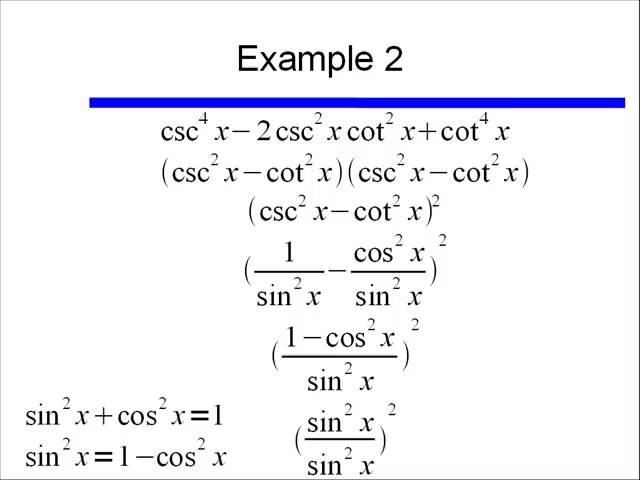 Example 2
csc⁴ x − 2 csc² x cot² x + cot⁴ x
(csc² x − cot² x)(csc² x − cot² x)
(csc² x − cot² x)²
(1/sin² x − cos² x/sin² x)²
((1 − cos² x)/sin² x)²
sin² x + cos² x = 1
sin² x = 1 − cos² x
(sin² x/sin² x)²